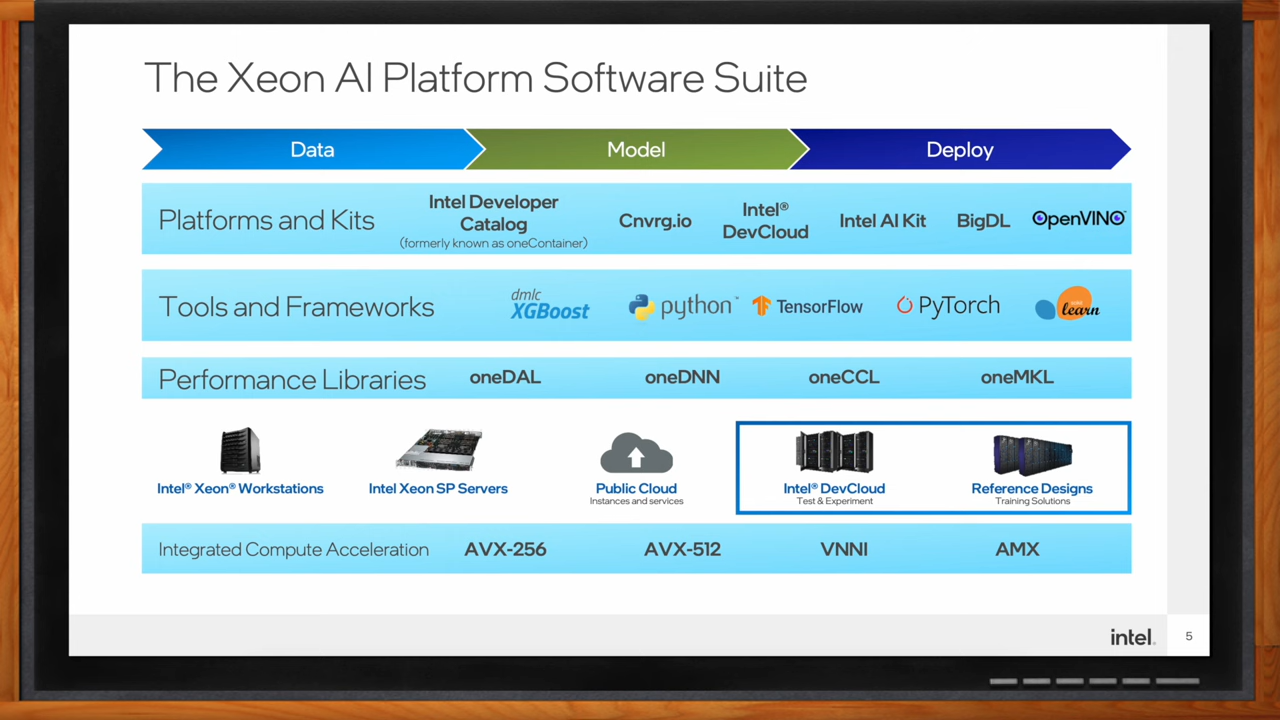 The Xeon AI Platform Software Suite
Data
Model
Deploy
Platforms and Kits
Intel Developer
Catalog
(formerly known as oneContainer)
Cnvrg.io
Intel®
DevCloud
Intel AI Kit
BigDL
OpenVINO™
Tools and Frameworks
dmlc
XGBoost
python™
TensorFlow
PyTorch
scikit
learn
Performance Libraries
oneDAL
oneDNN
oneCCL
oneMKL
Intel® Xeon® Workstations
Intel Xeon SP Servers
Public Cloud
Instances and services
Intel® DevCloud
Test & Experiment
Reference Designs
Training Solutions
Integrated Compute Acceleration
AVX-256
AVX-512
VNNI
AMX
intel.
5